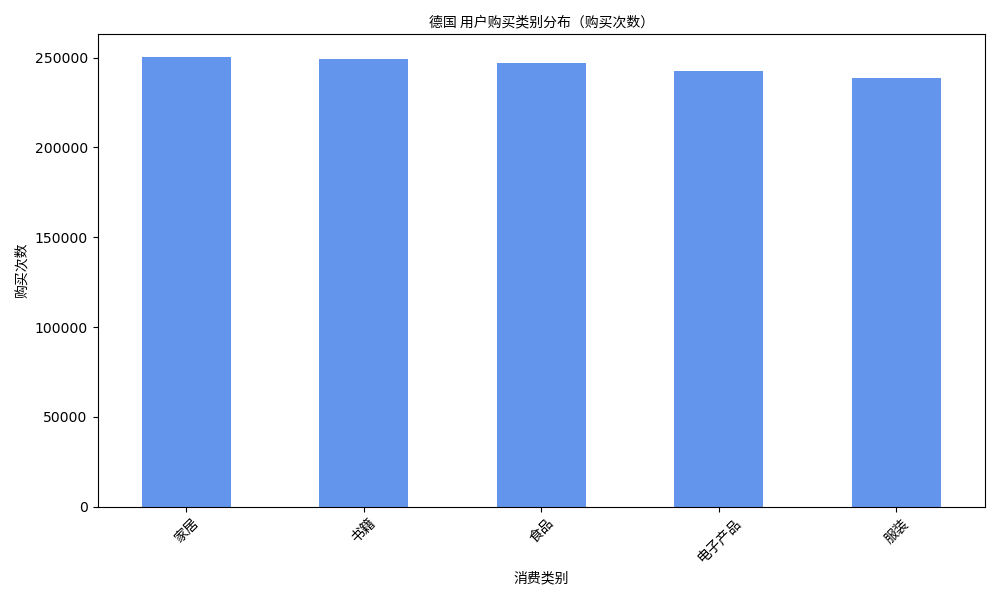 德国 用户购买类别分布（购买次数）
购买次数
250000
200000
150000
100000
50000
0
家居
书籍
食品
电子产品
服装
消费类别